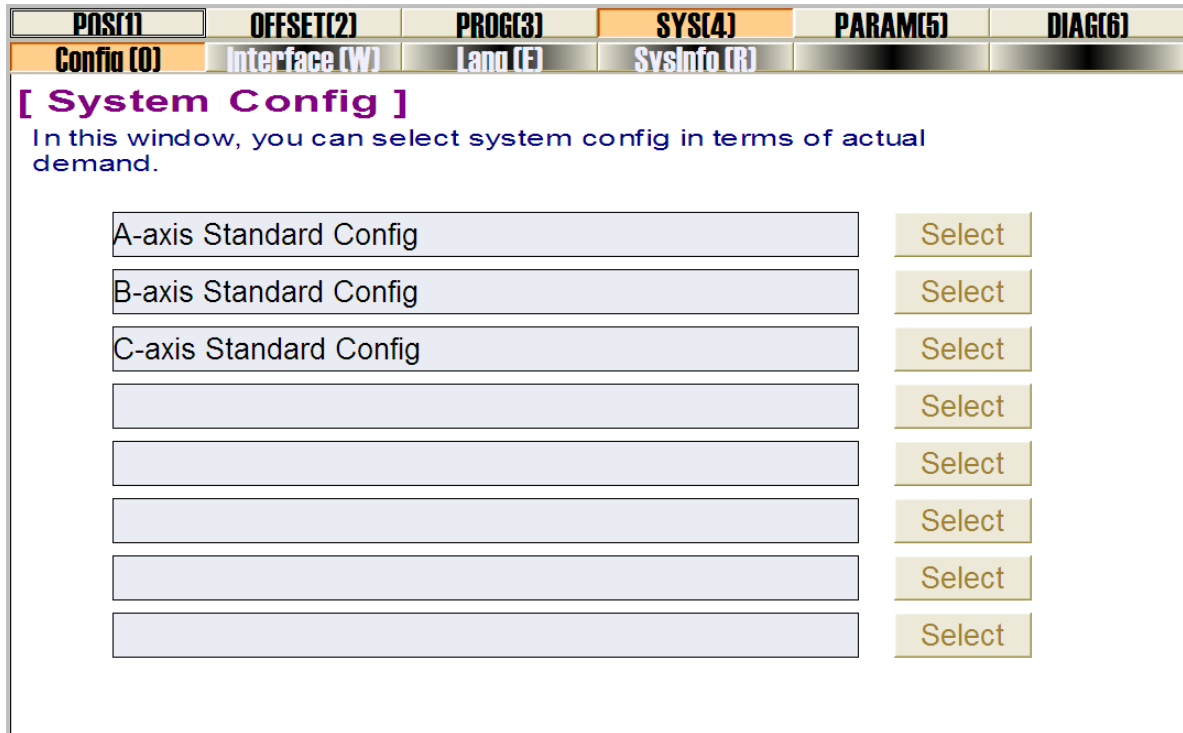 POS(1) OFFSET(2) PROG(3) SYS(4) PARAM(5) DIAG(6)
Config (Q) Interface (W) Lang (E) SysInfo (R)
[ System Config ]
In this window, you can select system config in terms of actual
demand.
A-axis Standard Config Select
B-axis Standard Config Select
C-axis Standard Config Select
Select
Select
Select
Select
Select